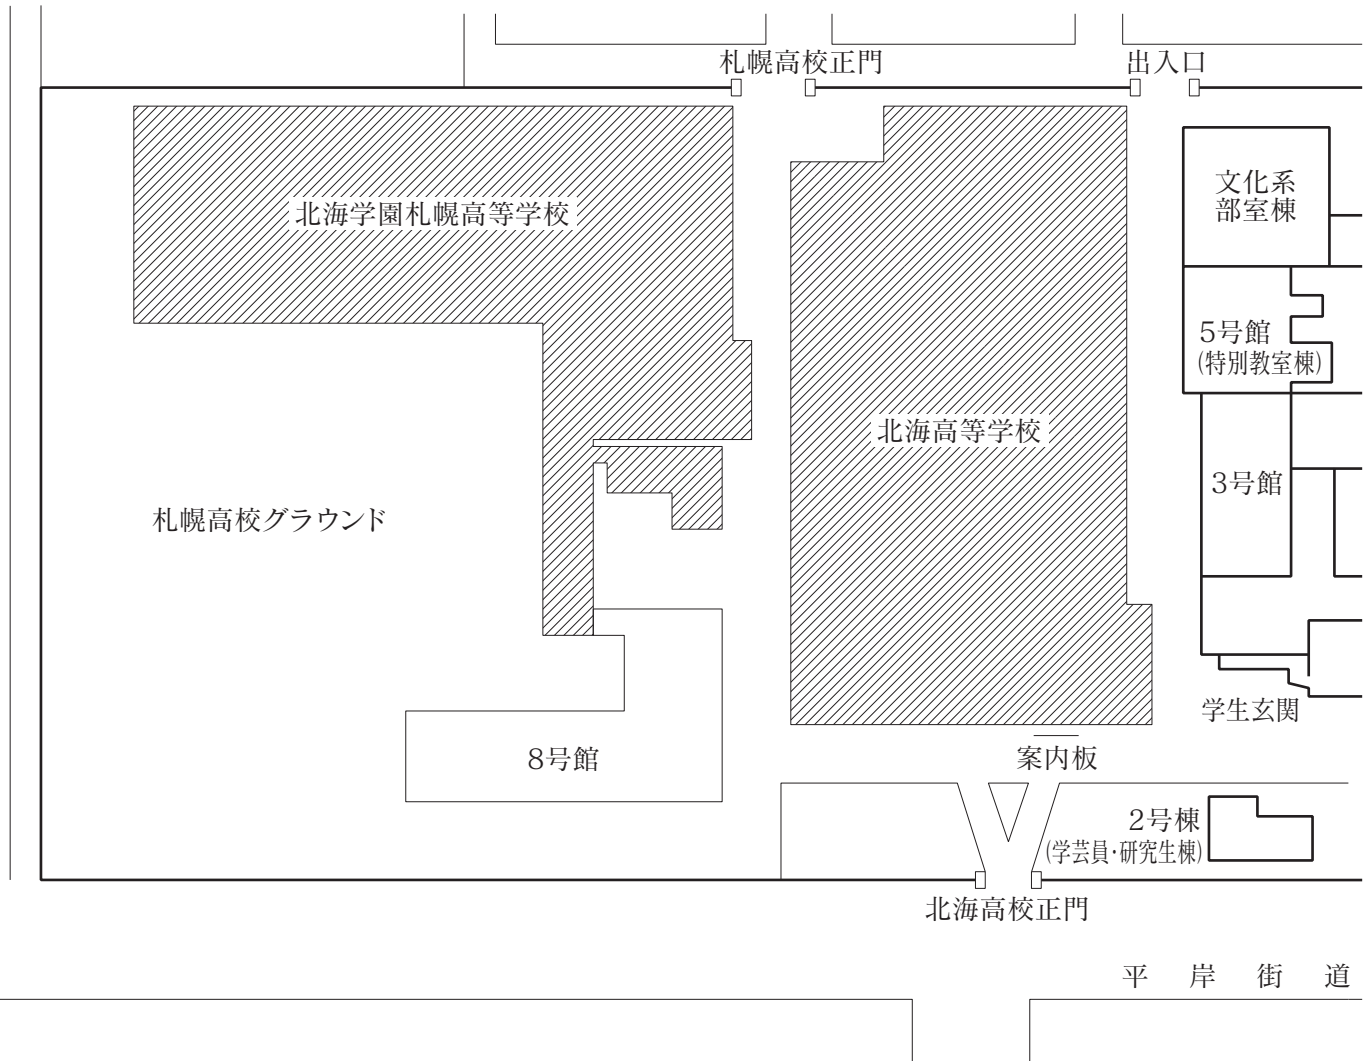 札幌高校正門
出入口
文化系
部室棟
北海学園札幌高等学校
5号館
(特別教室棟)
北海高等学校
3号館
札幌高校グラウンド
学生玄関
8号館
案内板
2号棟
(学芸員・研究生棟)
北海高校正門
平岸街道